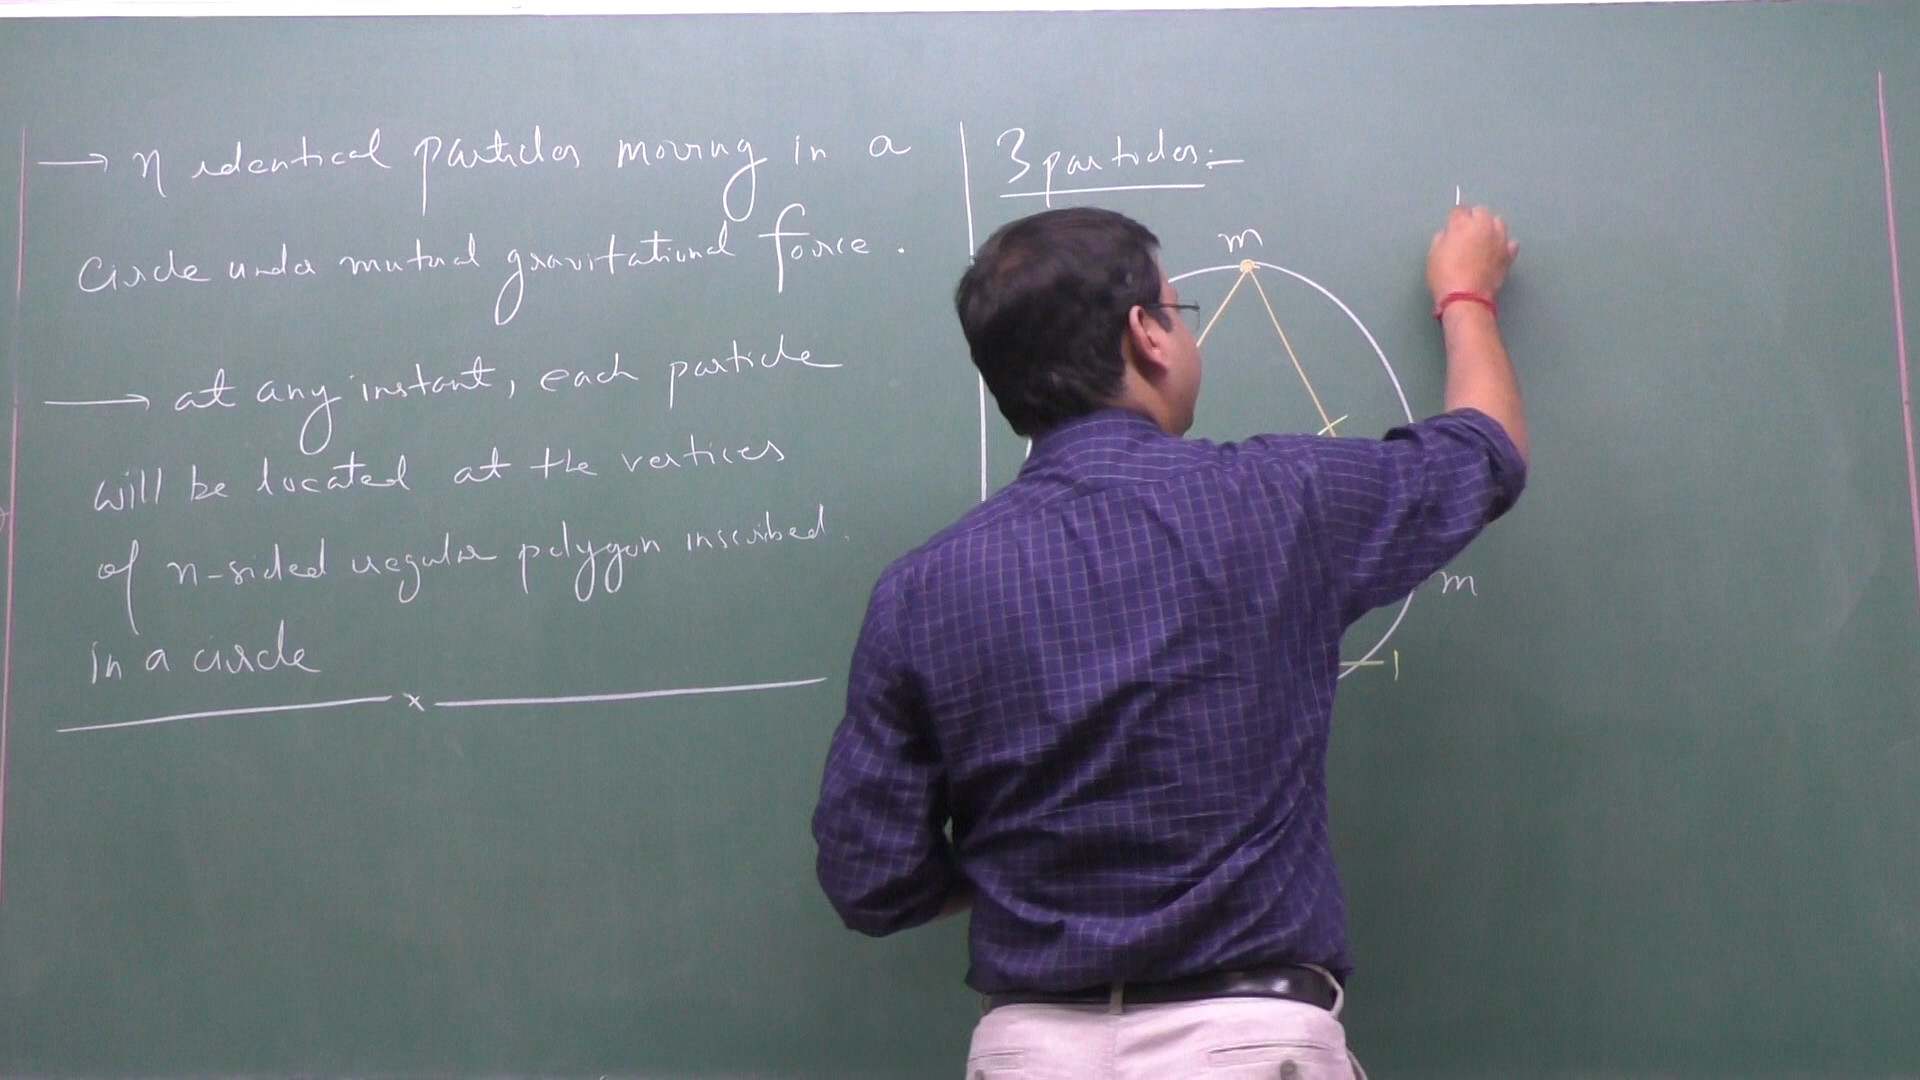 → n identical particles moving in a
circle under mutual gravitational force.
→ at any instant, each particle
will be located at the vertices
of n-sided regular polygon inscribed
in a circle
x
3 particles:-
m
m